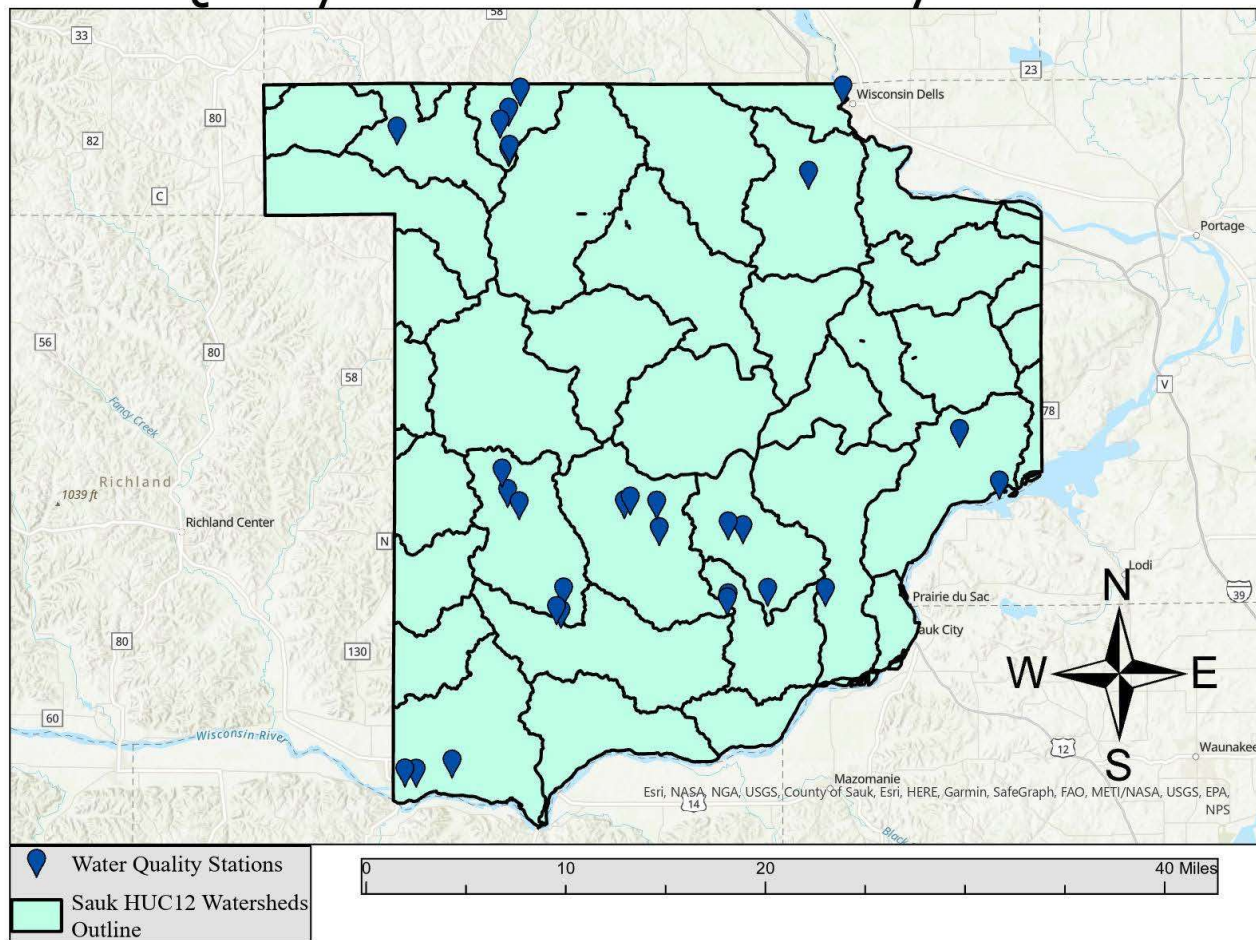 58
33
23
Wisconsin Dells
80
82
C
Portage
56
80
58
V
78
Fancy Creek
Richland
1039 ft
Richland Center
N
Lodi
N
39
Prairie du Sac
auk City
80
130
W
E
60
Wisconsin River
12
S
Waunakee
Mazomanie
Esri, NASA, NGA, USGS, County of Sauk, Esri, HERE, Garmin, SafeGraph, FAO, METI/NASA, USGS, EPA,
NPS
14
Black
Water Quality Stations
Sauk HUC12 Watersheds
Outline
0
10
20
40 Miles